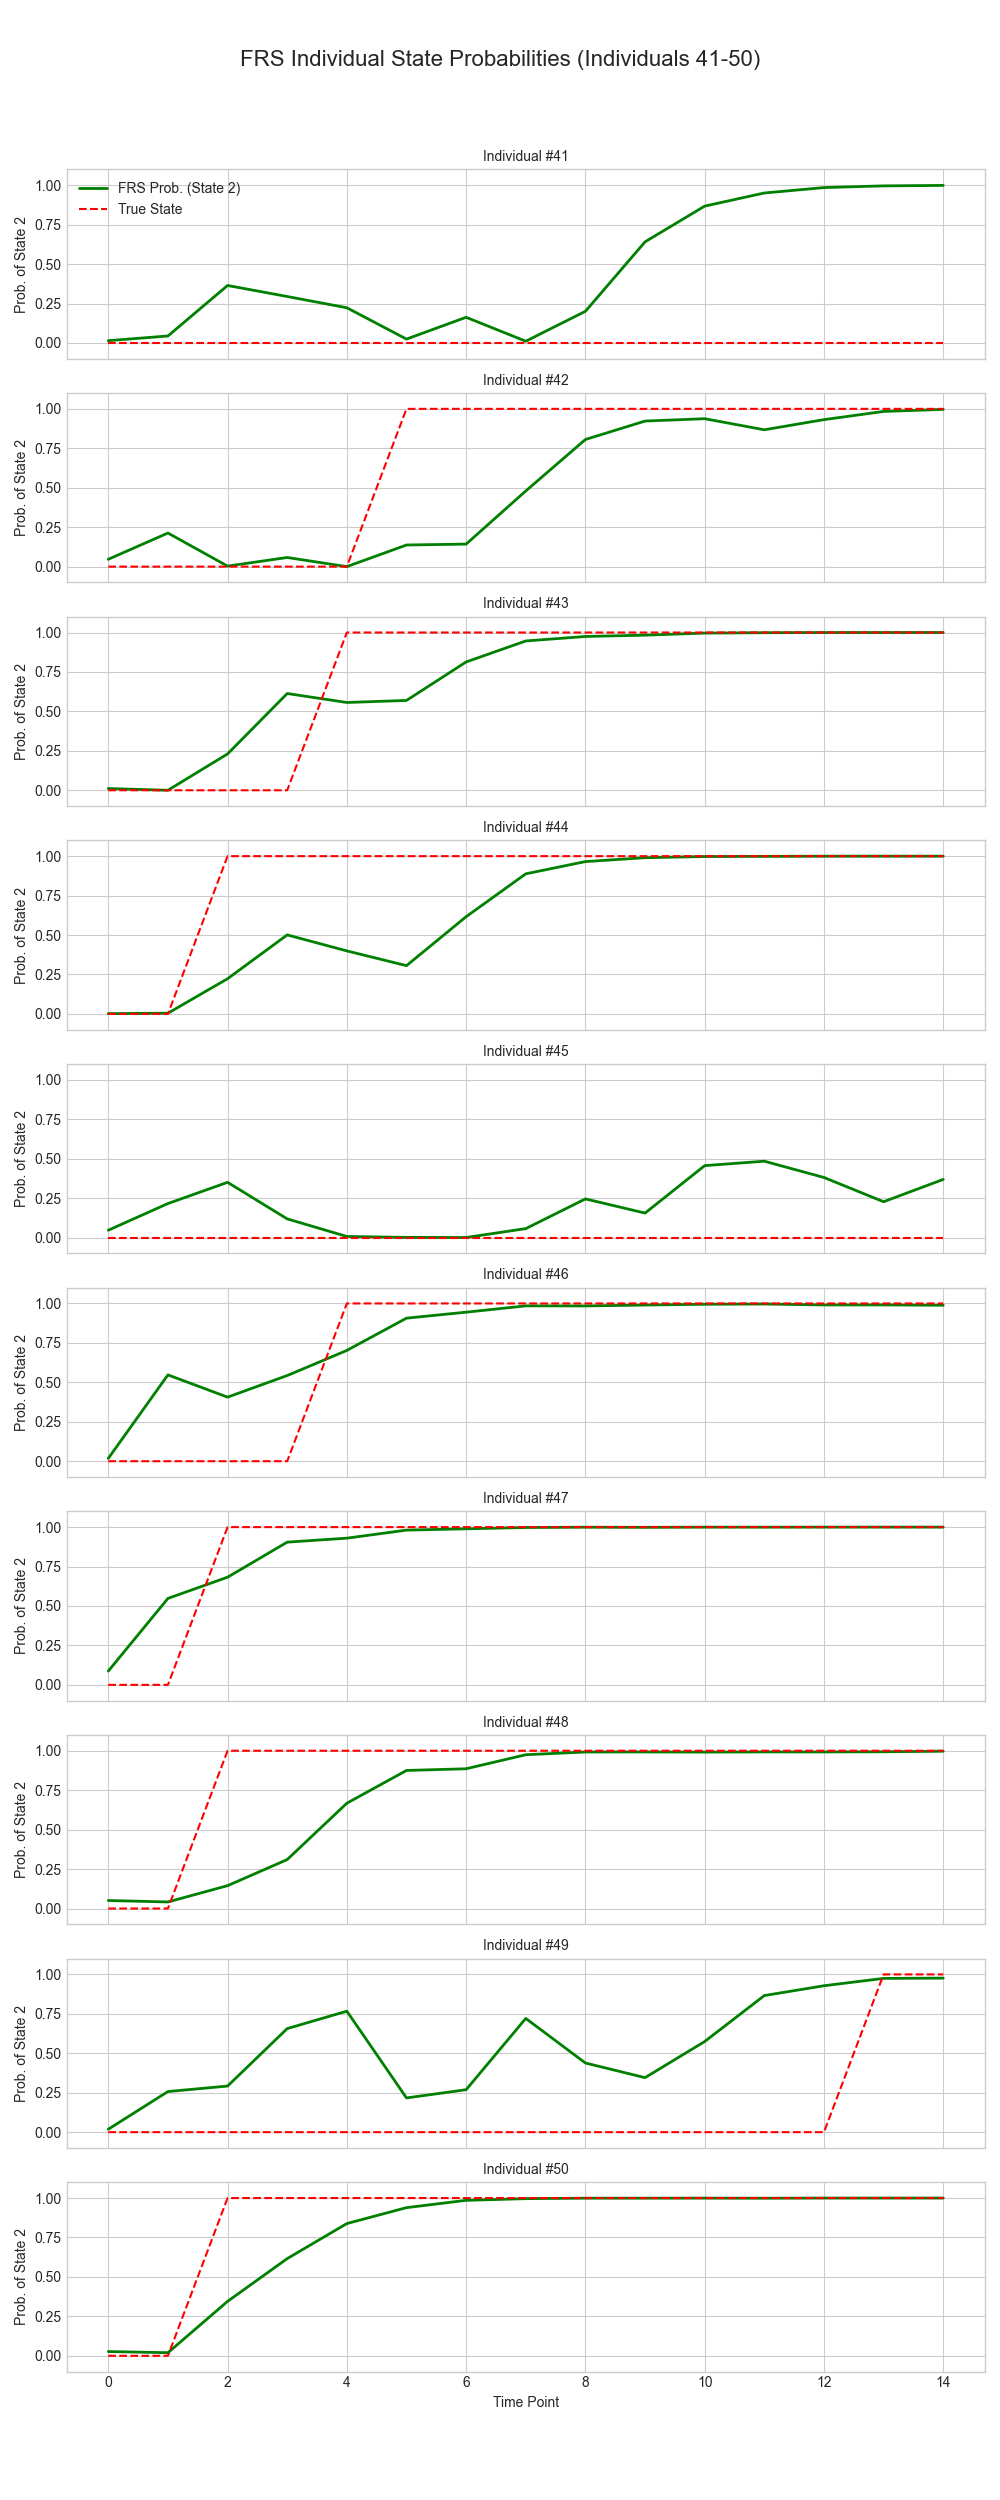 FRS Individual State Probabilities (Individuals 41-50)
Individual #41
1.00
0.75
0.50
0.25
0.00
Prob. of State 2
FRS Prob. (State 2)
True State
Individual #42
1.00
0.75
0.50
0.25
0.00
Prob. of State 2
Individual #43
1.00
0.75
0.50
0.25
0.00
Prob. of State 2
Individual #44
1.00
0.75
0.50
0.25
0.00
Prob. of State 2
Individual #45
1.00
0.75
0.50
0.25
0.00
Prob. of State 2
Individual #46
1.00
0.75
0.50
0.25
0.00
Prob. of State 2
Individual #47
1.00
0.75
0.50
0.25
0.00
Prob. of State 2
Individual #48
1.00
0.75
0.50
0.25
0.00
Prob. of State 2
Individual #49
1.00
0.75
0.50
0.25
0.00
Prob. of State 2
Individual #50
1.00
0.75
0.50
0.25
0.00
Prob. of State 2
0 2 4 6 8 10 12 14
Time Point